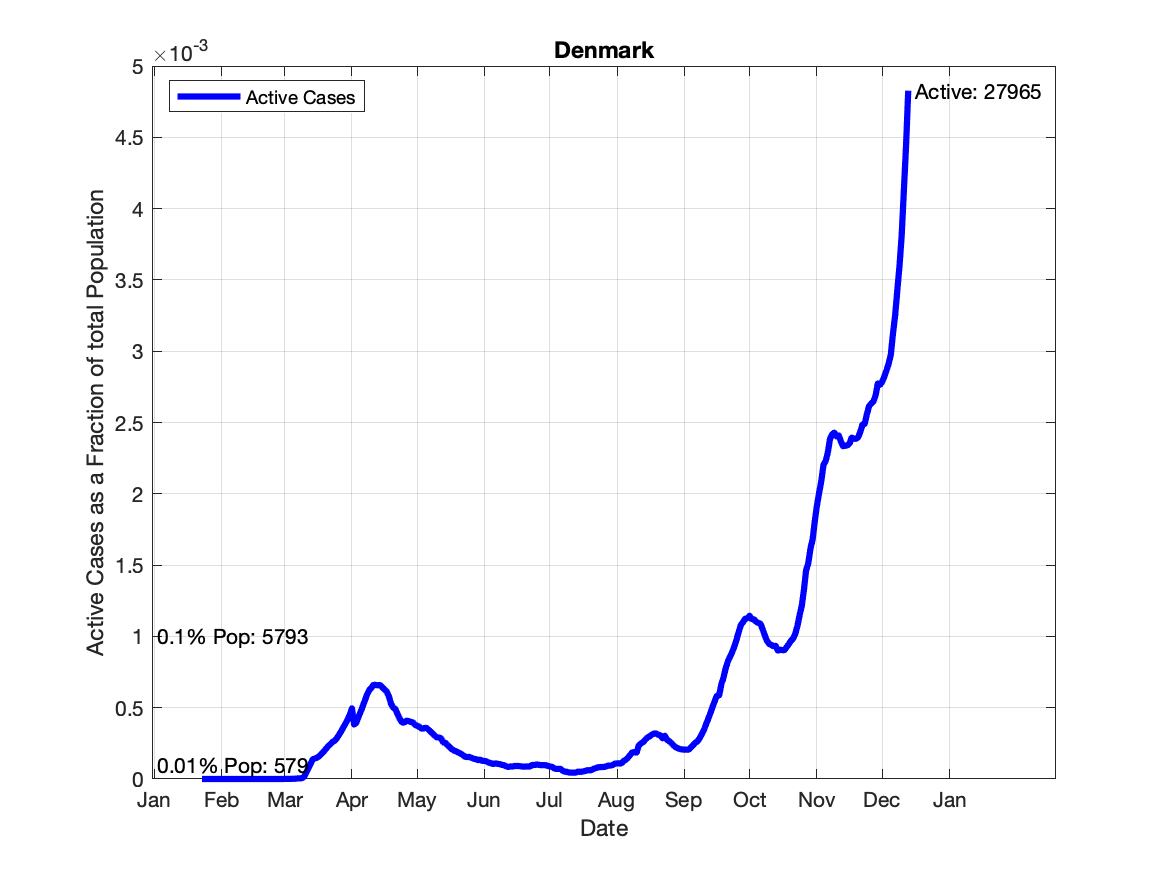 Denmark
×10-3
5
4.5
4
3.5
3
2.5
2
1.5
1
0.5
0
Active Cases as a Fraction of total Population
Active Cases
Active: 27965
0.1% Pop: 5793
0.01% Pop: 579
Jan Feb Mar Apr May Jun Jul Aug Sep Oct Nov Dec Jan
Date